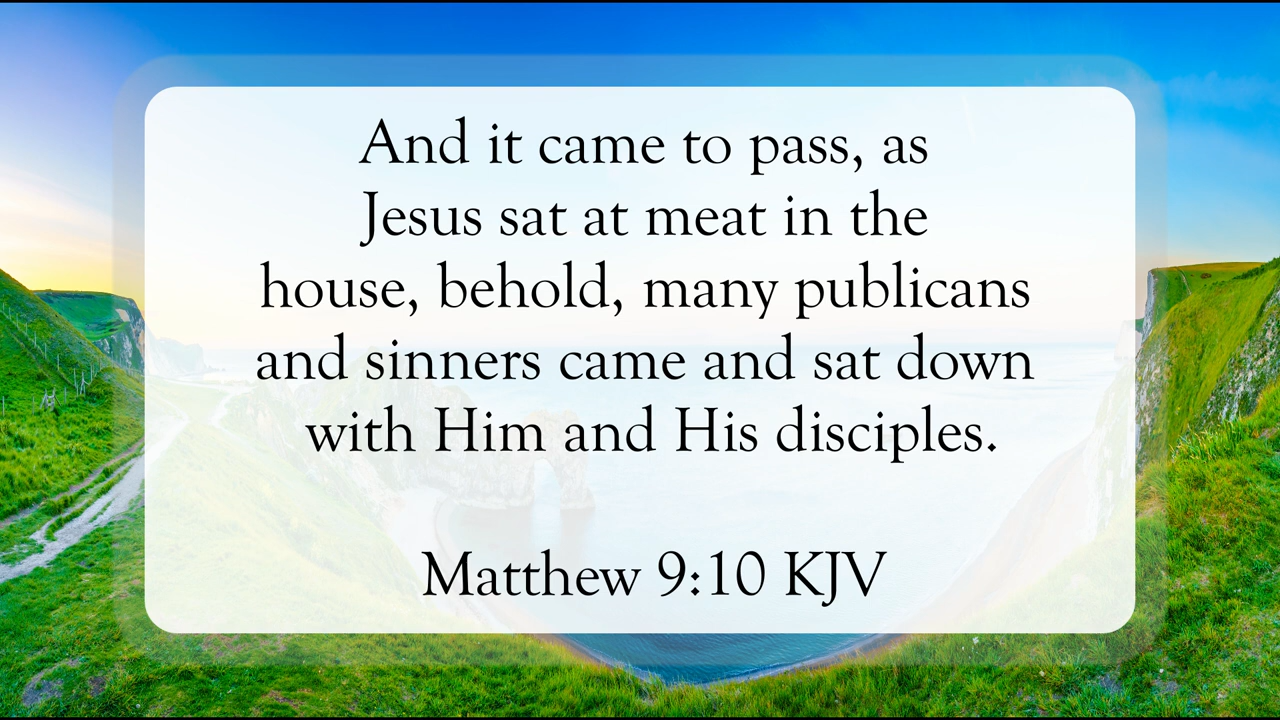 And it came to pass, as
Jesus sat at meat in the
house, behold, many publicans
and sinners came and sat down
with Him and His disciples.
Matthew 9:10 KJV